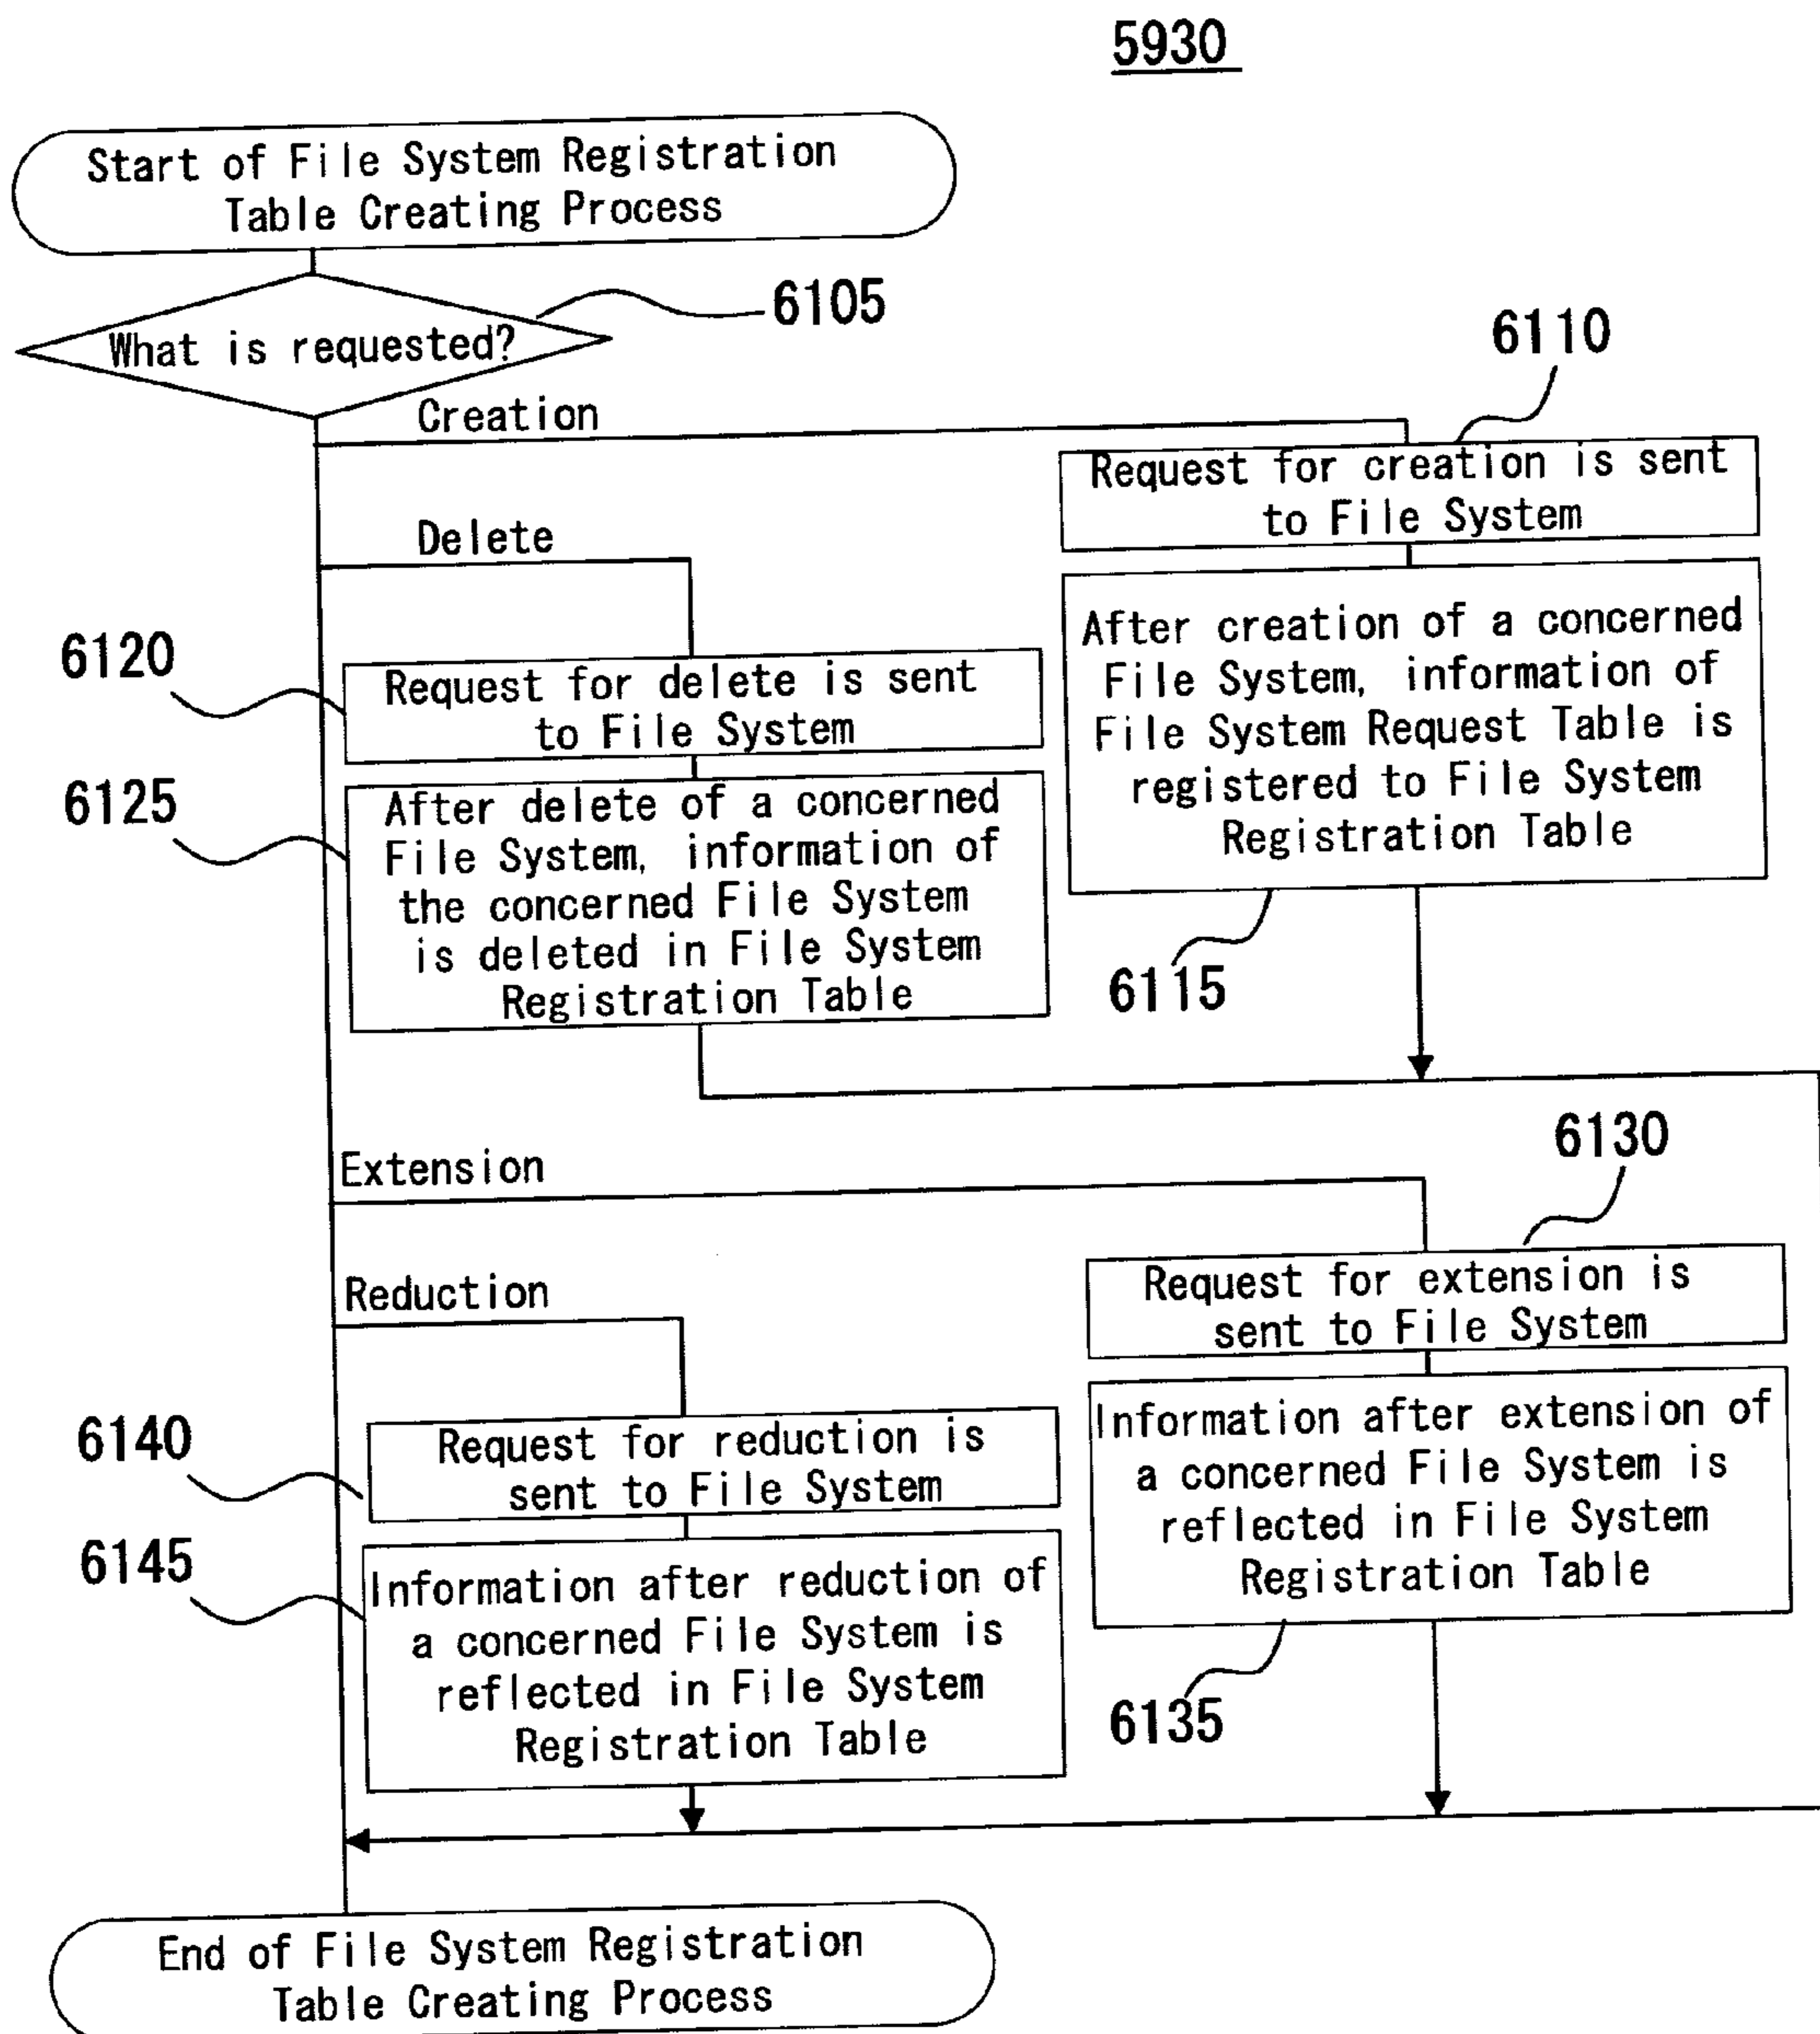 5930
Start of File System Registration
Table Creating Process
What is requested?
6105
Creation
6110
Request for creation is sent
to File System
Delete
After creation of a concerned
File System, information of
File System Request Table is
registered to File System
Registration Table
6115
6120
Request for delete is sent
to File System
6125
After delete of a concerned
File System, information of
the concerned File System
is deleted in File System
Registration Table
Extension
6130
Request for extension is
sent to File System
Reduction
Information after extension of
a concerned File System is
reflected in File System
Registration Table
6135
6140
Request for reduction is
sent to File System
6145
Information after reduction of
a concerned File System is
reflected in File System
Registration Table
End of File System Registration
Table Creating Process